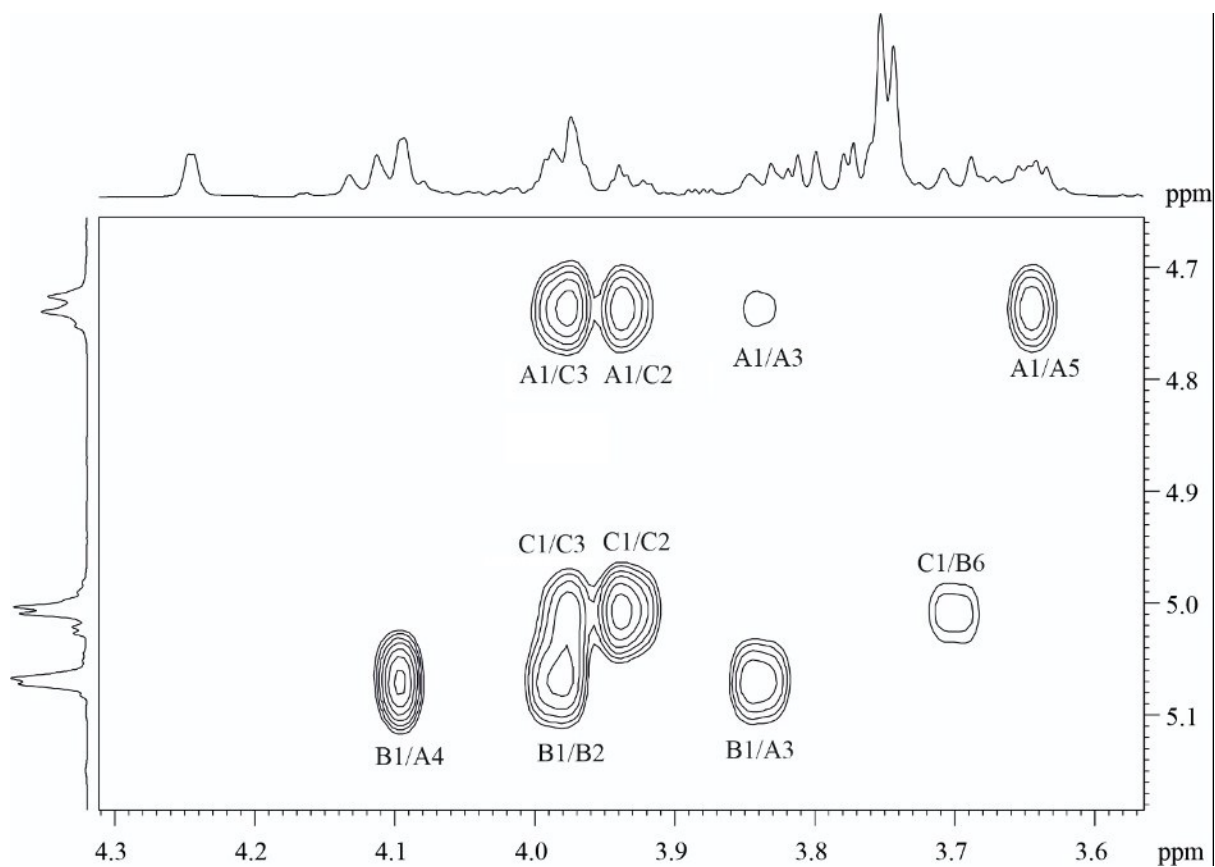 ppm
4.7
A1/C3 A1/C2 A1/A3 A1/A5
4.8
4.9
C1/C3 C1/C2 C1/B6
5.0
5.1
B1/A4 B1/B2 B1/A3
4.3 4.2 4.1 4.0 3.9 3.8 3.7 3.6 ppm